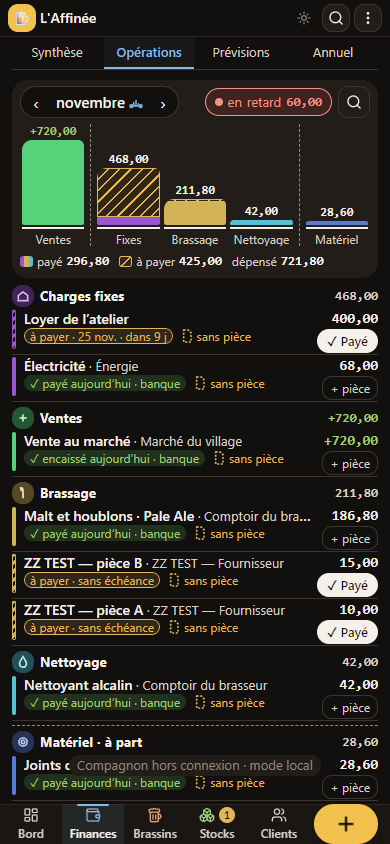 L'Affinée
Synthèse Opérations Prévisions Annuel
‹ novembre › en retard 60,00
+720,00
468,00
211,80
42,00
28,60
Ventes Fixes Brassage Nettoyage Matériel
payé 296,80 à payer 425,00 dépensé 721,80
Charges fixes 468,00
Loyer de l'atelier 400,00
à payer · 25 nov. · dans 9 j sans pièce ✓ Payé
Électricité · Énergie 68,00
✓ payé aujourd'hui · banque sans pièce + pièce
Ventes +720,00
Vente au marché · Marché du village +720,00
✓ encaissé aujourd'hui · banque sans pièce + pièce
Brassage 211,80
Malt et houblons · Pale Ale · Comptoir du bra... 186,80
✓ payé aujourd'hui · banque sans pièce + pièce
ZZ TEST — pièce B · ZZ TEST — Fournisseur 15,00
à payer · sans échéance sans pièce ✓ Payé
ZZ TEST — pièce A · ZZ TEST — Fournisseur 10,00
à payer · sans échéance sans pièce ✓ Payé
Nettoyage 42,00
Nettoyant alcalin · Comptoir du brasseur 42,00
✓ payé aujourd'hui · banque sans pièce + pièce
Matériel · à part 28,60
Joints 28,60
Compagnon hors connexion · mode local
✓ payé aujourd'hui · banque sans pièce + pièce
1
Bord Finances Brassins Stocks Clients +